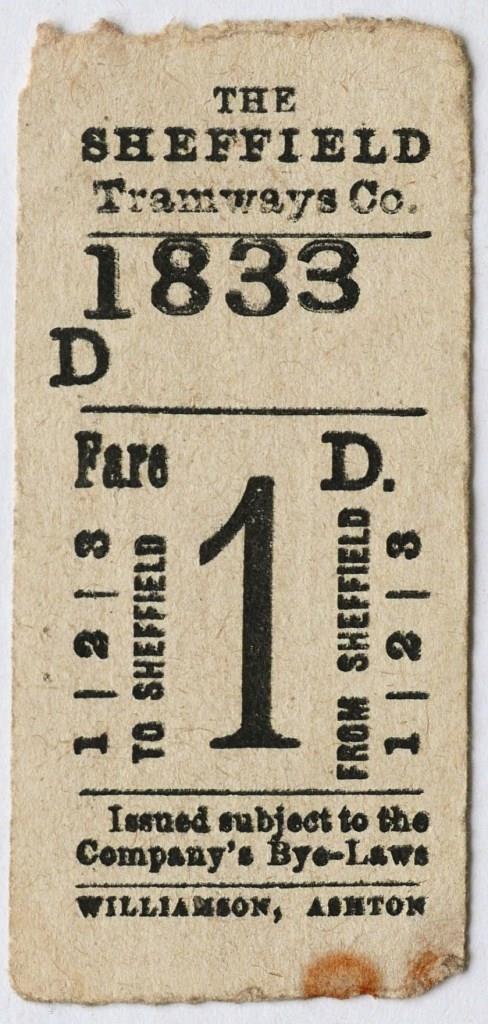 THE
SHEFFIELD
Tramways Co.
1833
D
Fare D.
1
1 | 2 | 3
TO SHEFFIELD
FROM SHEFFIELD
1 | 2 | 3
Issued subject to the
Company's Bye-Laws
WILLIAMSON, ASHTON